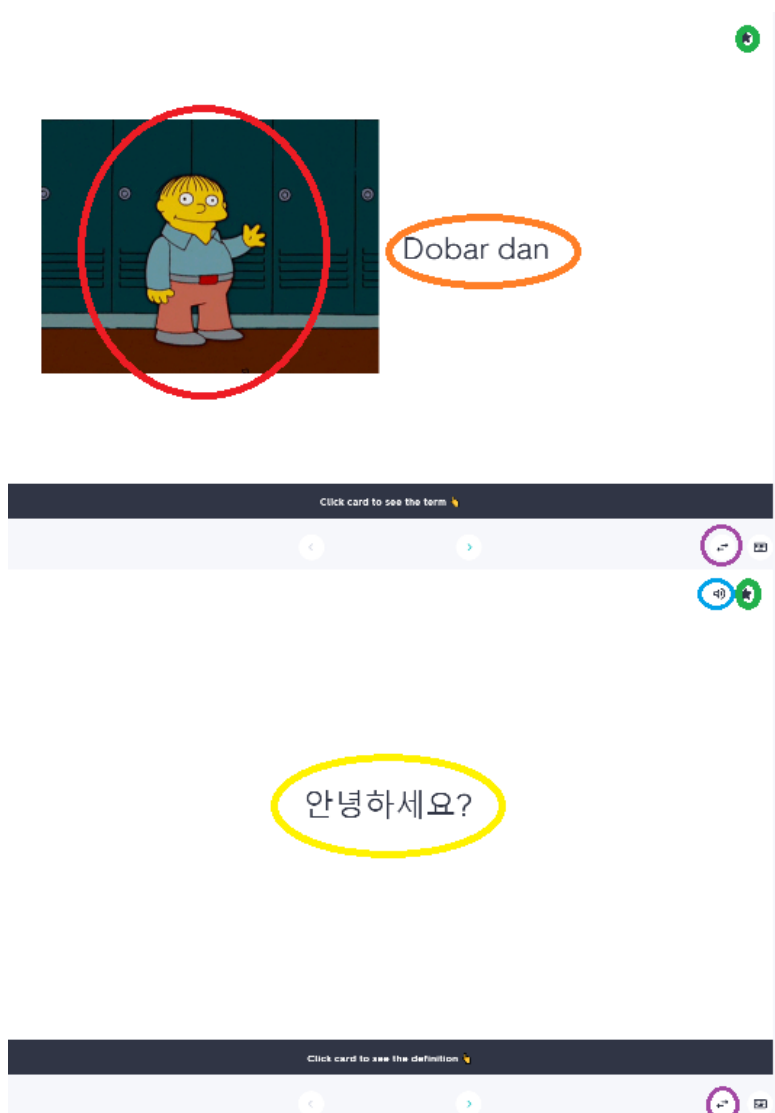 Dobar dan
Click card to see the term
안녕하세요?
Click card to see the definition